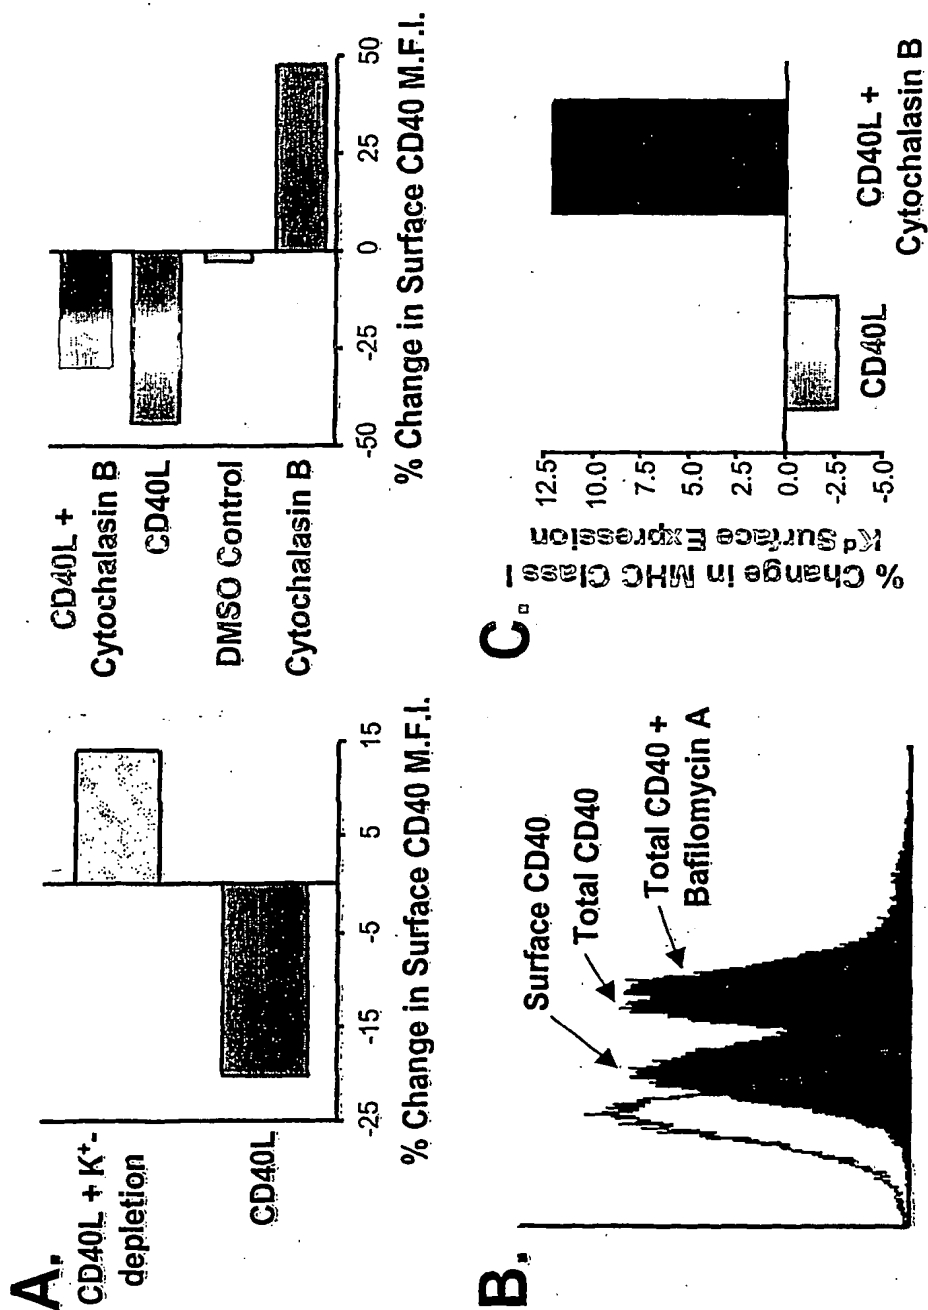 A.
CD40L + K⁺-
depletion
CD40L
-25
-15
-5
5
15
% Change in Surface CD40 M.F.I.
CD40L +
Cytochalasin B
CD40L
DMSO Control
Cytochalasin B
-50
-25
0
25
50
% Change in Surface CD40 M.F.I.
B.
Surface CD40
Total CD40
Total CD40 +
Bafilomycin A
C.
% Change in MHC Class I
Kᵈ Surface Expression
12.5
10.0
7.5
5.0
2.5
0.0
-2.5
-5.0
CD40L
CD40L +
Cytochalasin B